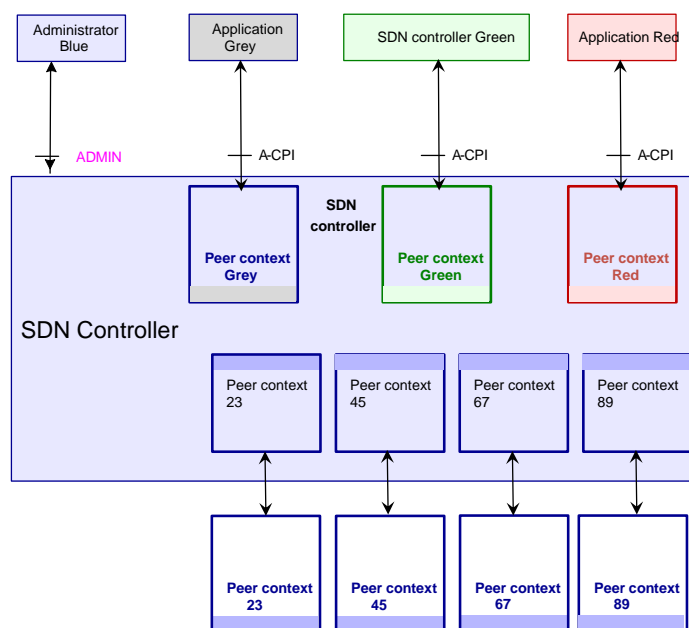 Administrator
Blue
Application
Grey
SDN controller Green
Application Red
ADMIN
A-CPI
A-CPI
A-CPI
SDN
controller
Peer context
Grey
Peer context
Green
Peer context
Red
SDN Controller
Peer context
23
Peer context
45
Peer context
67
Peer context
89
Peer context
23
Peer context
45
Peer context
67
Peer context
89